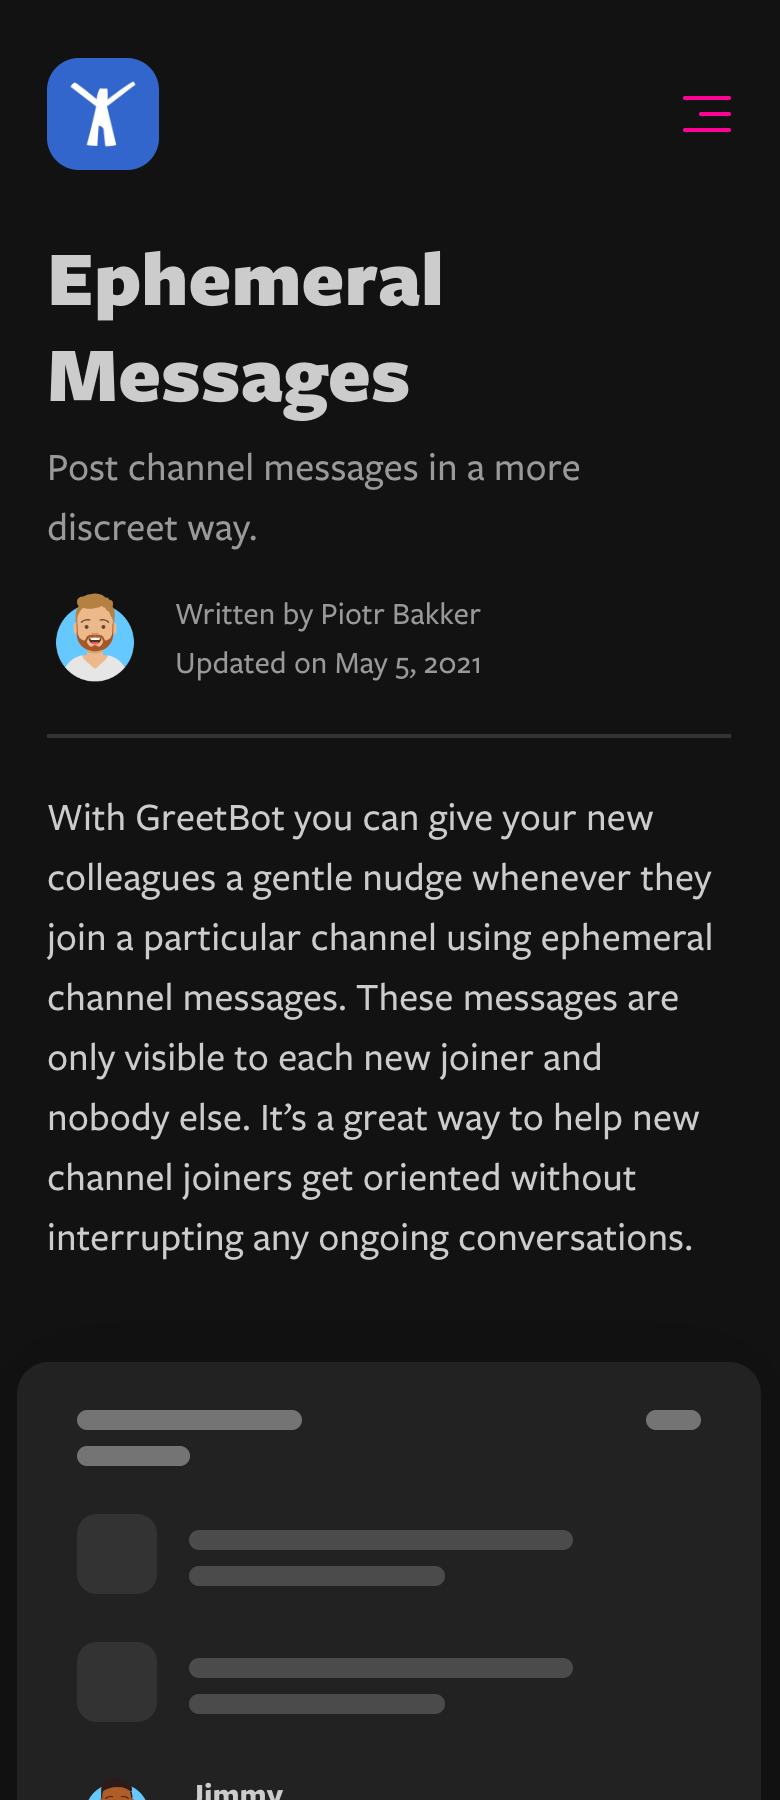 Ephemeral
Messages
Post channel messages in a more
discreet way.
Written by Piotr Bakker
Updated on May 5, 2021
With GreetBot you can give your new
colleagues a gentle nudge whenever they
join a particular channel using ephemeral
channel messages. These messages are
only visible to each new joiner and
nobody else. It’s a great way to help new
channel joiners get oriented without
interrupting any ongoing conversations.
Jimmy